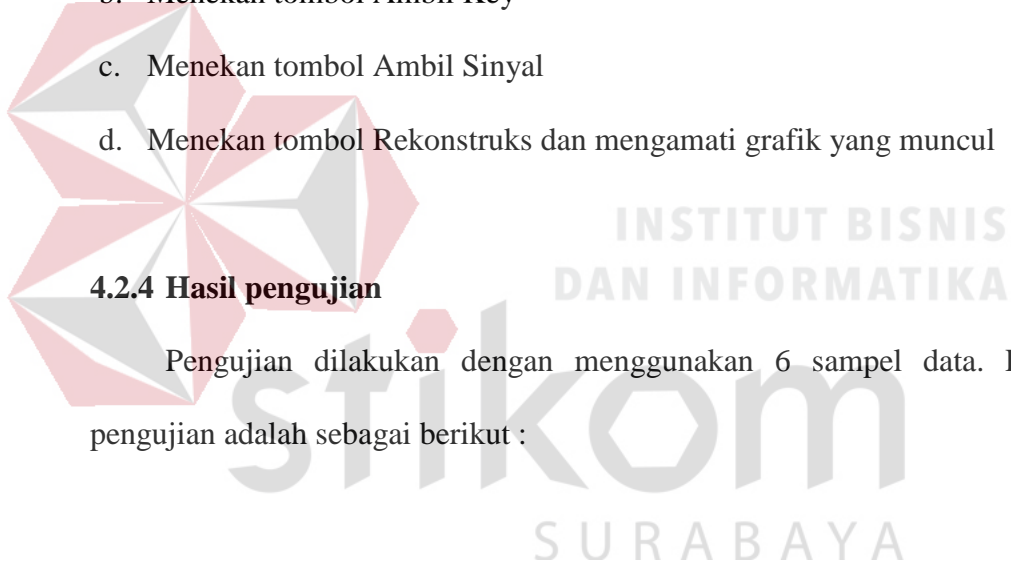 b. Menekan tombol Ambil Key
c. Menekan tombol Ambil Sinyal
d. Menekan tombol Rekonstruks dan mengamati grafik yang muncul
INSTITUT BISNIS
DAN INFORMATIKA
4.2.4 Hasil pengujian
Pengujian dilakukan dengan menggunakan 6 sampel data.
pengujian adalah sebagai berikut :
stikom
SURABAYA